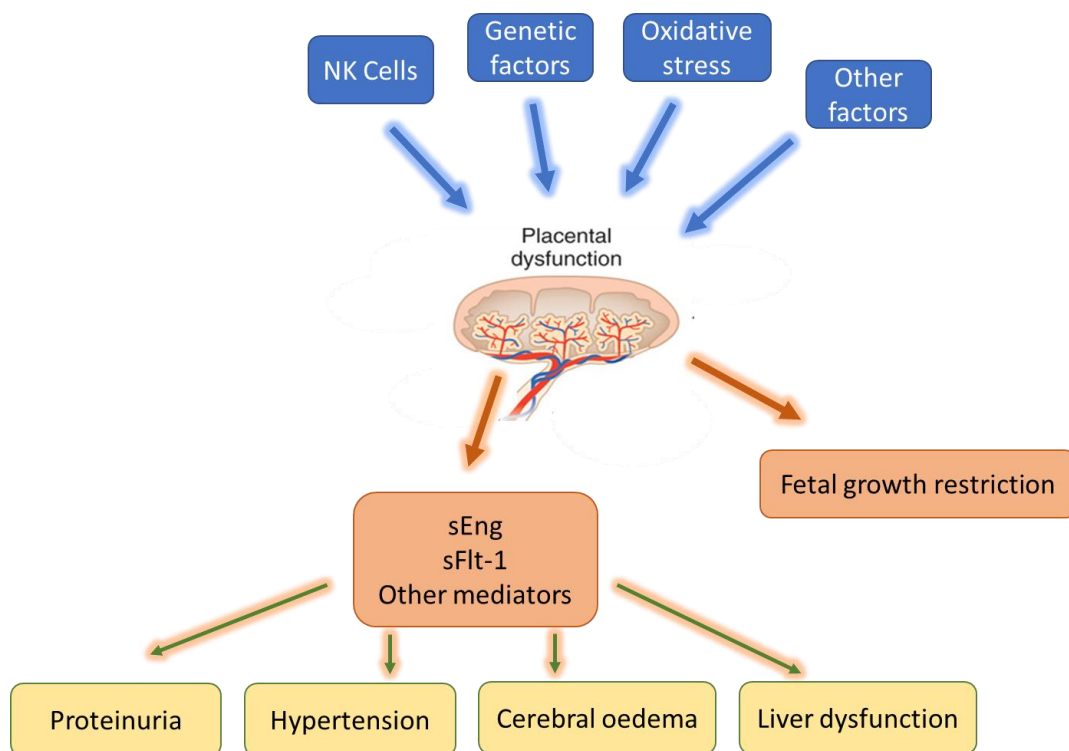 NK Cells
Genetic
factors
Oxidative
stress
Other
factors
Placental
dysfunction
Fetal growth restriction
sEng
sFlt-1
Other mediators
Proteinuria
Hypertension
Cerebral oedema
Liver dysfunction